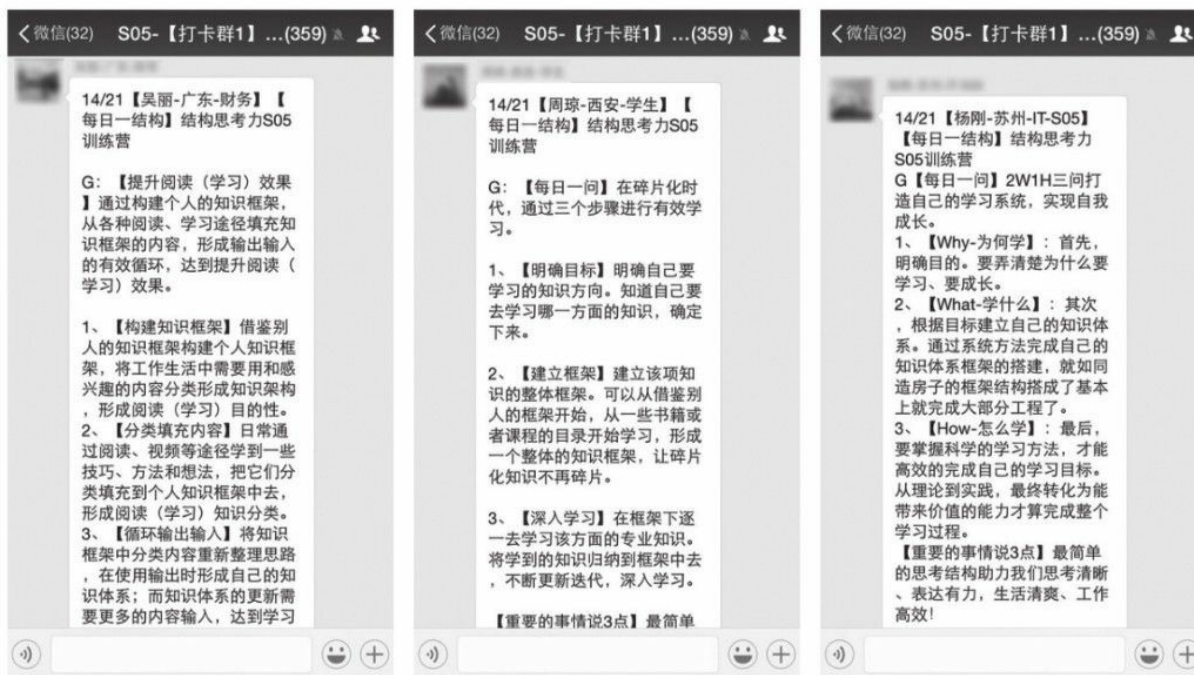 微信(32) S05-【打卡群1】...(359)
14/21【吴丽-广东-财务】【
每日一结构】结构思考力S05
训练营
G：【提升阅读（学习）效果
】通过构建个人的知识框架，
从各种阅读、学习途径填充知
识框架的内容，形成输出输入
的有效循环，达到提升阅读（
学习）效果。
1、【构建知识框架】借鉴别
人的知识框架构建个人知识框
架，将工作生活中需要用和感
兴趣的内容分类形成知识架构
，形成阅读（学习）目的性。
2、【分类填充内容】日常通
过阅读、视频等途径学到一些
技巧、方法和想法，把它们分
类填充到个人知识框架中去，
形成阅读（学习）知识分类。
3、【循环输出输入】将知识
框架中分类内容重新整理思路
，在使用输出时形成自己的知
识体系；而知识体系的更新需
要更多的内容输入，达到学习
微信(32) S05-【打卡群1】...(359)
14/21【周琼-西安-学生】【
每日一结构】结构思考力S05
训练营
G：【每日一问】在碎片化时
代，通过三个步骤进行有效学
习。
1、【明确目标】明确自己要
学习的知识方向。知道自己要
去学习哪一方面的知识，确定
下来。
2、【建立框架】建立该项知
识的整体框架。可以从借鉴别
人的框架开始，从一些书籍或
者课程的目录开始学习，形成
一个整体的知识框架，让碎片
化知识不再碎片。
3、【深入学习】在框架下逐
一去学习该方面的专业知识。
将学到的知识归纳到框架中去
，不断更新迭代，深入学习。
【重要的事情说3点】最简单
微信(32) S05-【打卡群1】...(359)
14/21【杨刚-苏州-IT-S05】
【每日一结构】结构思考力
S05训练营
G【每日一问】2W1H三问打
造自己的学习系统，实现自我
成长。
1、【Why-为何学】：首先，
明确目的。要弄清楚为什么要
学习、要成长。
2、【What-学什么】：其次
，根据目标建立自己的知识体
系。通过系统方法完成自己的
知识体系框架的搭建，就如同
造房子的框架结构搭成了基本
上就完成大部分工程了。
3、【How-怎么学】：最后，
要掌握科学的学习方法，才能
高效的完成自己的学习目标。
从理论到实践，最终转化为能
带来价值的能力才算完成整个
学习过程。
【重要的事情说3点】最简单
的思考结构助力我们思考清晰
、表达有力，生活清爽、工作
高效！